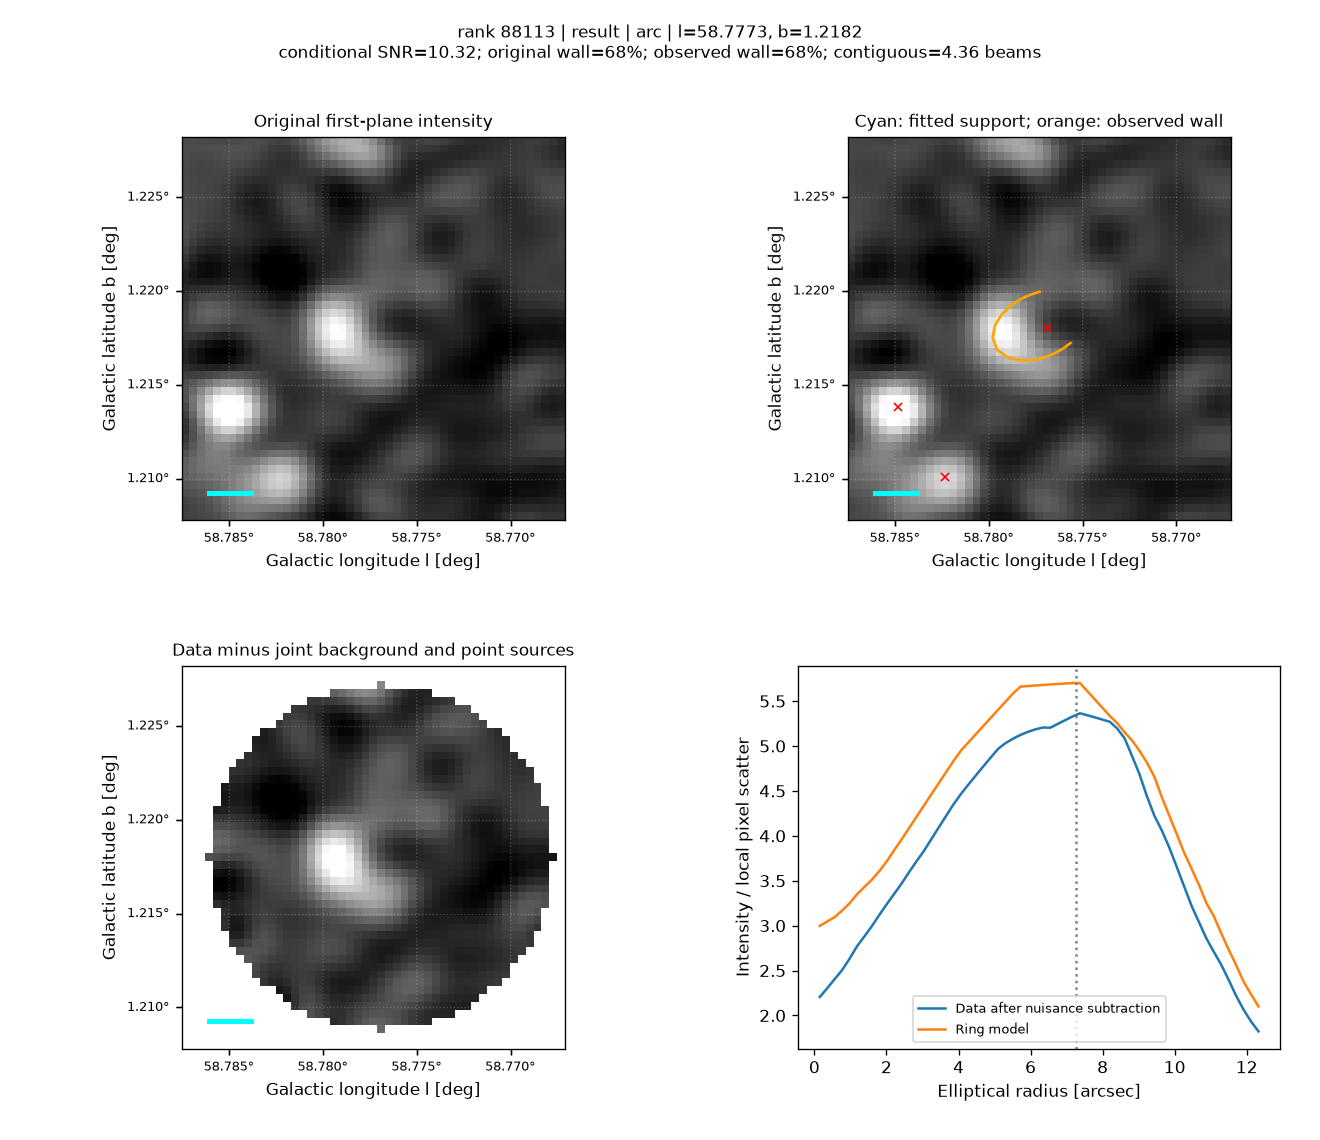 rank 88113 | result | arc | l=58.7773, b=1.2182
conditional SNR=10.32; original wall=68%; observed wall=68%; contiguous=4.36 beams
Original first-plane intensity
1.225°
1.220°
1.215°
1.210°
Galactic latitude b [deg]
58.785°
58.780°
58.775°
58.770°
Galactic longitude l [deg]
Cyan: fitted support; orange: observed wall
1.225°
1.220°
1.215°
1.210°
Galactic latitude b [deg]
58.785°
58.780°
58.775°
58.770°
Galactic longitude l [deg]
Data minus joint background and point sources
1.225°
1.220°
1.215°
1.210°
Galactic latitude b [deg]
58.785°
58.780°
58.775°
58.770°
Galactic longitude l [deg]
5.5
5.0
4.5
4.0
3.5
3.0
2.5
2.0
Intensity / local pixel scatter
Data after nuisance subtraction
Ring model
0
2
4
6
8
10
12
Elliptical radius [arcsec]